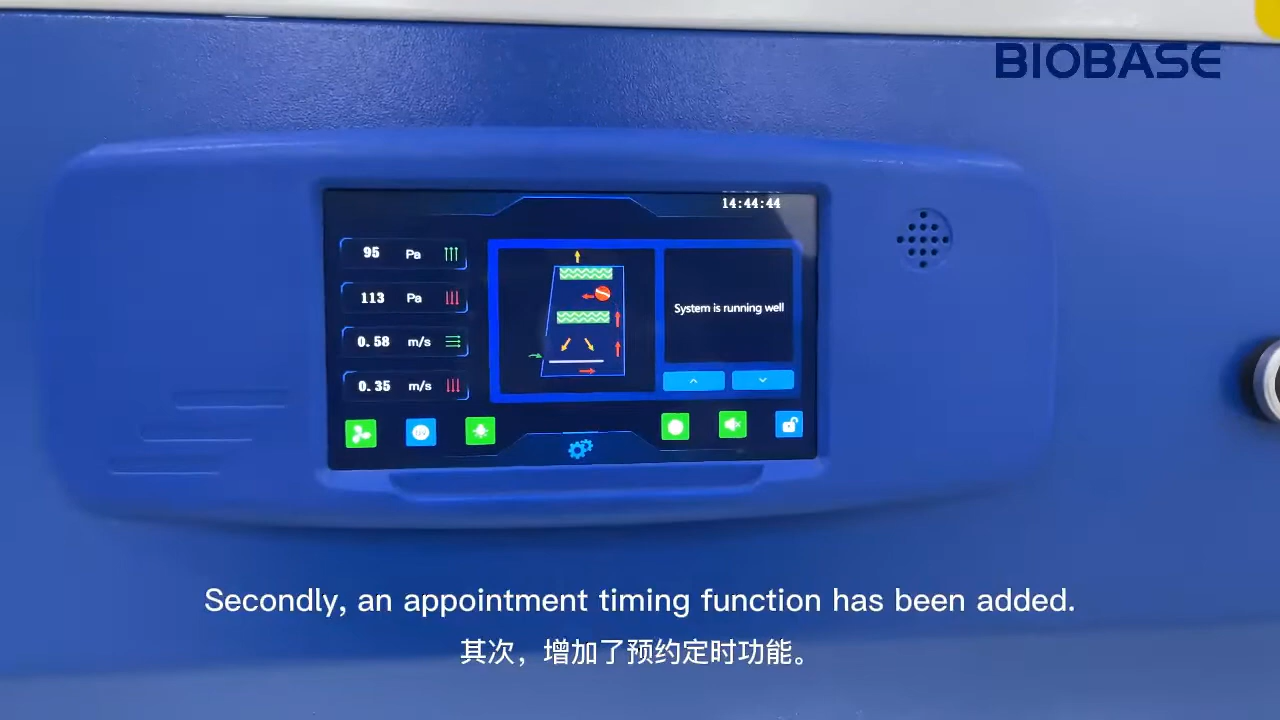 BIOBASE
14:44:44
95 Pa
113 Pa
0.58 m/s
0.35 m/s
System is running well
Secondly, an appointment timing function has been added.
其次，增加了预约定时功能。